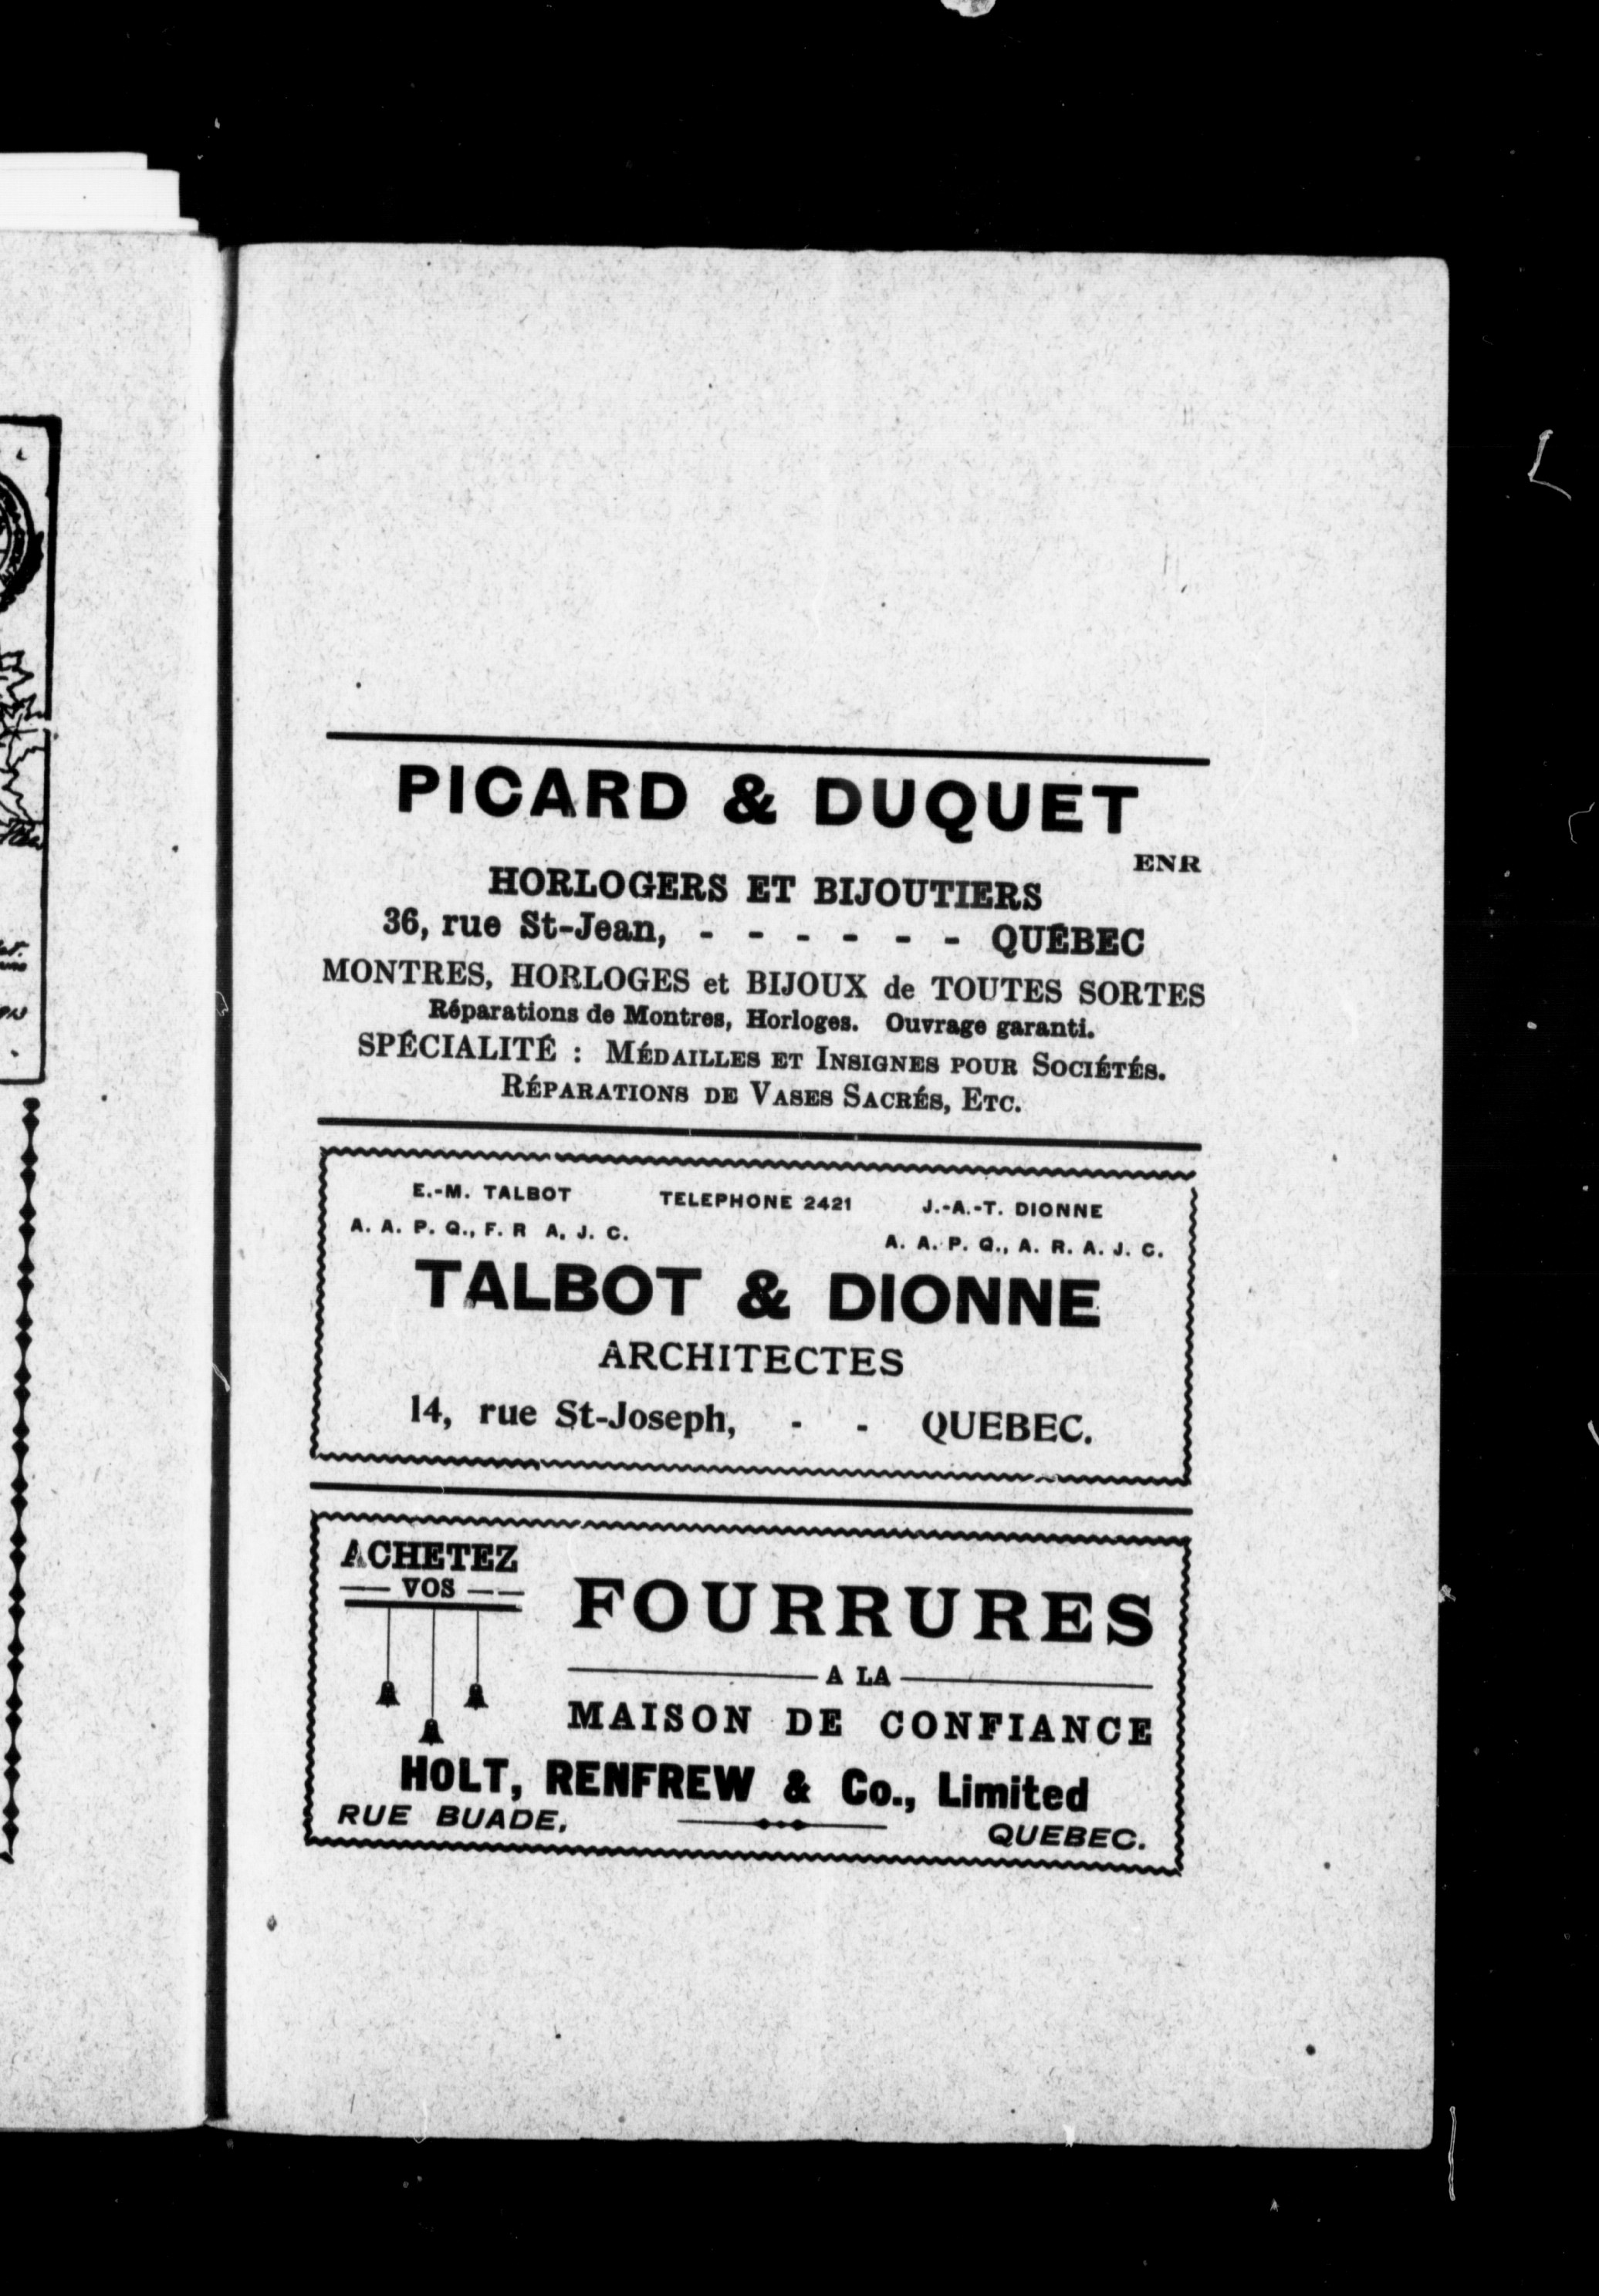 PICARD & DUQUET
ENR
HORLOGERS ET BIJOUTIERS
36, rue St-Jean, - - - - - - QUÉBEC
MONTRES, HORLOGES et BIJOUX de TOUTES SORTES
Réparations de Montres, Horloges. Ouvrage garanti.
SPÉCIALITÉ : MÉDAILLES ET INSIGNES POUR SOCIÉTÉS.
RÉPARATIONS DE VASES SACRÉS, ETC.
E.-M. TALBOT TELEPHONE 2421 J.-A.-T. DIONNE
A. A. P. Q., F. R A. J. C. A. A. P. Q., A. R. A. J. C.
TALBOT & DIONNE
ARCHITECTES
14, rue St-Joseph, - - QUEBEC.
ACHETEZ
VOS
FOURRURES
A LA
MAISON DE CONFIANCE
HOLT, RENFREW & Co., Limited
RUE BUADE, QUEBEC.